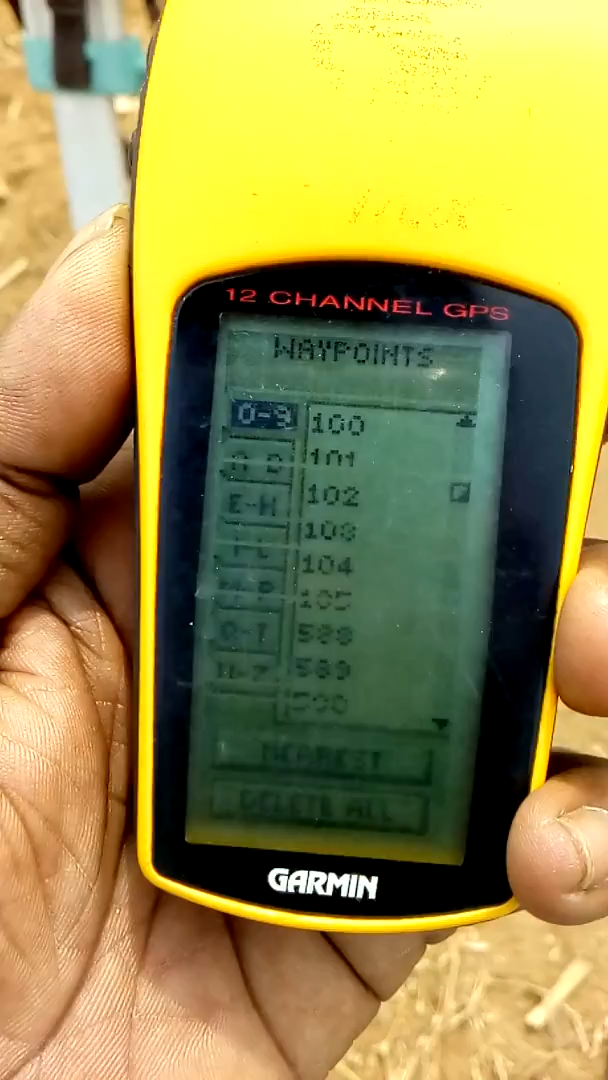 12 CHANNEL GPS
WAYPOINTS
0-9 100
A-D 101
E-H 102
I-L 103
M-P 104
Q-T 105
U-Z 588
589
590
NEAREST
DELETE ALL
GARMIN